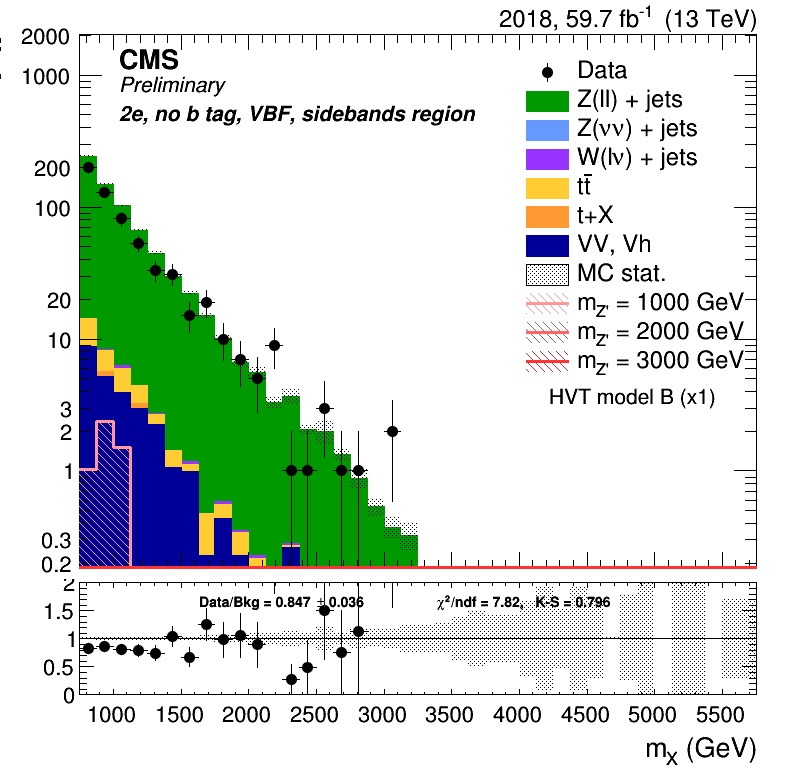 2018, 59.7 fb⁻¹ (13 TeV)
CMS
Preliminary
2e, no b tag, VBF, sidebands region
Data
Z(ll) + jets
Z(νν) + jets
W(lν) + jets
tt̄
t+X
VV, Vh
MC stat.
m_Z' = 1000 GeV
m_Z' = 2000 GeV
m_Z' = 3000 GeV
HVT model B (x1)
2000
1000
200
100
20
10
3
2
1
0.3
0.2
Data/Bkg = 0.847 ± 0.036 χ²/ndf = 7.82, K-S = 0.796
2
1.5
1
0.5
0
1000 1500 2000 2500 3000 3500 4000 4500 5000 5500
m_X (GeV)